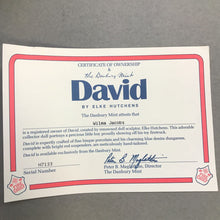 CERTIFICATE OF OWNERSHIP
The Danbury Mint
David
BY ELKE HUTCHENS
The Danbury Mint attests that
Wilma Jacobs
is a registered owner of David, created by renowned doll sculptor, Elke Hutchens. This adorable
collector doll portrays a precious little boy proudly showing off his toy firetruck.
David is expertly crafted of fine bisque porcelain and his charming blue denim dungarees,
complete with bright red suspenders, are meticulously hand-tailored.
David is available exclusively from the Danbury Mint.
H7133
Serial Number
Peter B. Maglathlin, Director
The Danbury Mint